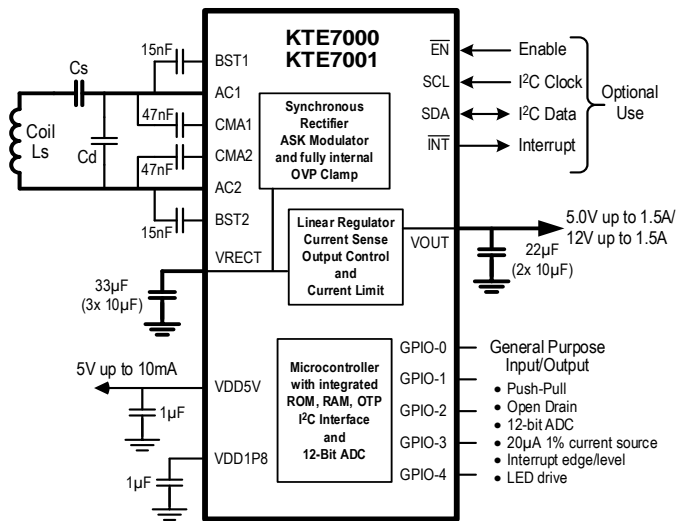 KTE7000
KTE7001
15nF
BST1
Cs
AC1
Coil
Ls
Cd
47nF
CMA1
CMA2
47nF
AC2
BST2
15nF
VRECT
33µF
(3x 10µF)
5V up to 10mA
VDD5V
1µF
VDD1P8
1µF
Synchronous
Rectifier
ASK Modulator
and fully internal
OVP Clamp
Linear Regulator
Current Sense
Output Control
and
Current Limit
Microcontroller
with integrated
ROM, RAM, OTP
I²C Interface
and
12-Bit ADC
EN
Enable
SCL
I²C Clock
SDA
I²C Data
INT
Interrupt
Optional
Use
VOUT
5.0V up to 1.5A/
12V up to 1.5A
22µF
(2x 10µF)
GPIO-0
GPIO-1
GPIO-2
GPIO-3
GPIO-4
General Purpose
Input/Output
• Push-Pull
• Open Drain
• 12-bit ADC
• 20µA 1% current source
• Interrupt edge/level
• LED drive